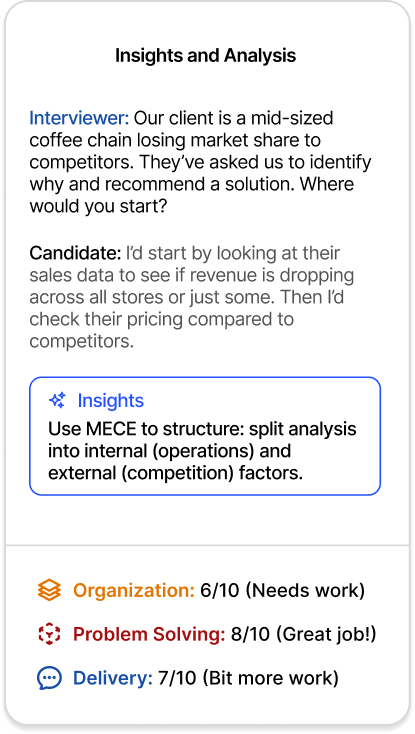 Insights and Analysis
Interviewer: Our client is a mid-sized
coffee chain losing market share to
competitors. They’ve asked us to identify
why and recommend a solution. Where
would you start?
Candidate: I’d start by looking at their
sales data to see if revenue is dropping
across all stores or just some. Then I’d
check their pricing compared to
competitors.
Insights
Use MECE to structure: split analysis
into internal (operations) and
external (competition) factors.
Organization: 6/10 (Needs work)
Problem Solving: 8/10 (Great job!)
Delivery: 7/10 (Bit more work)